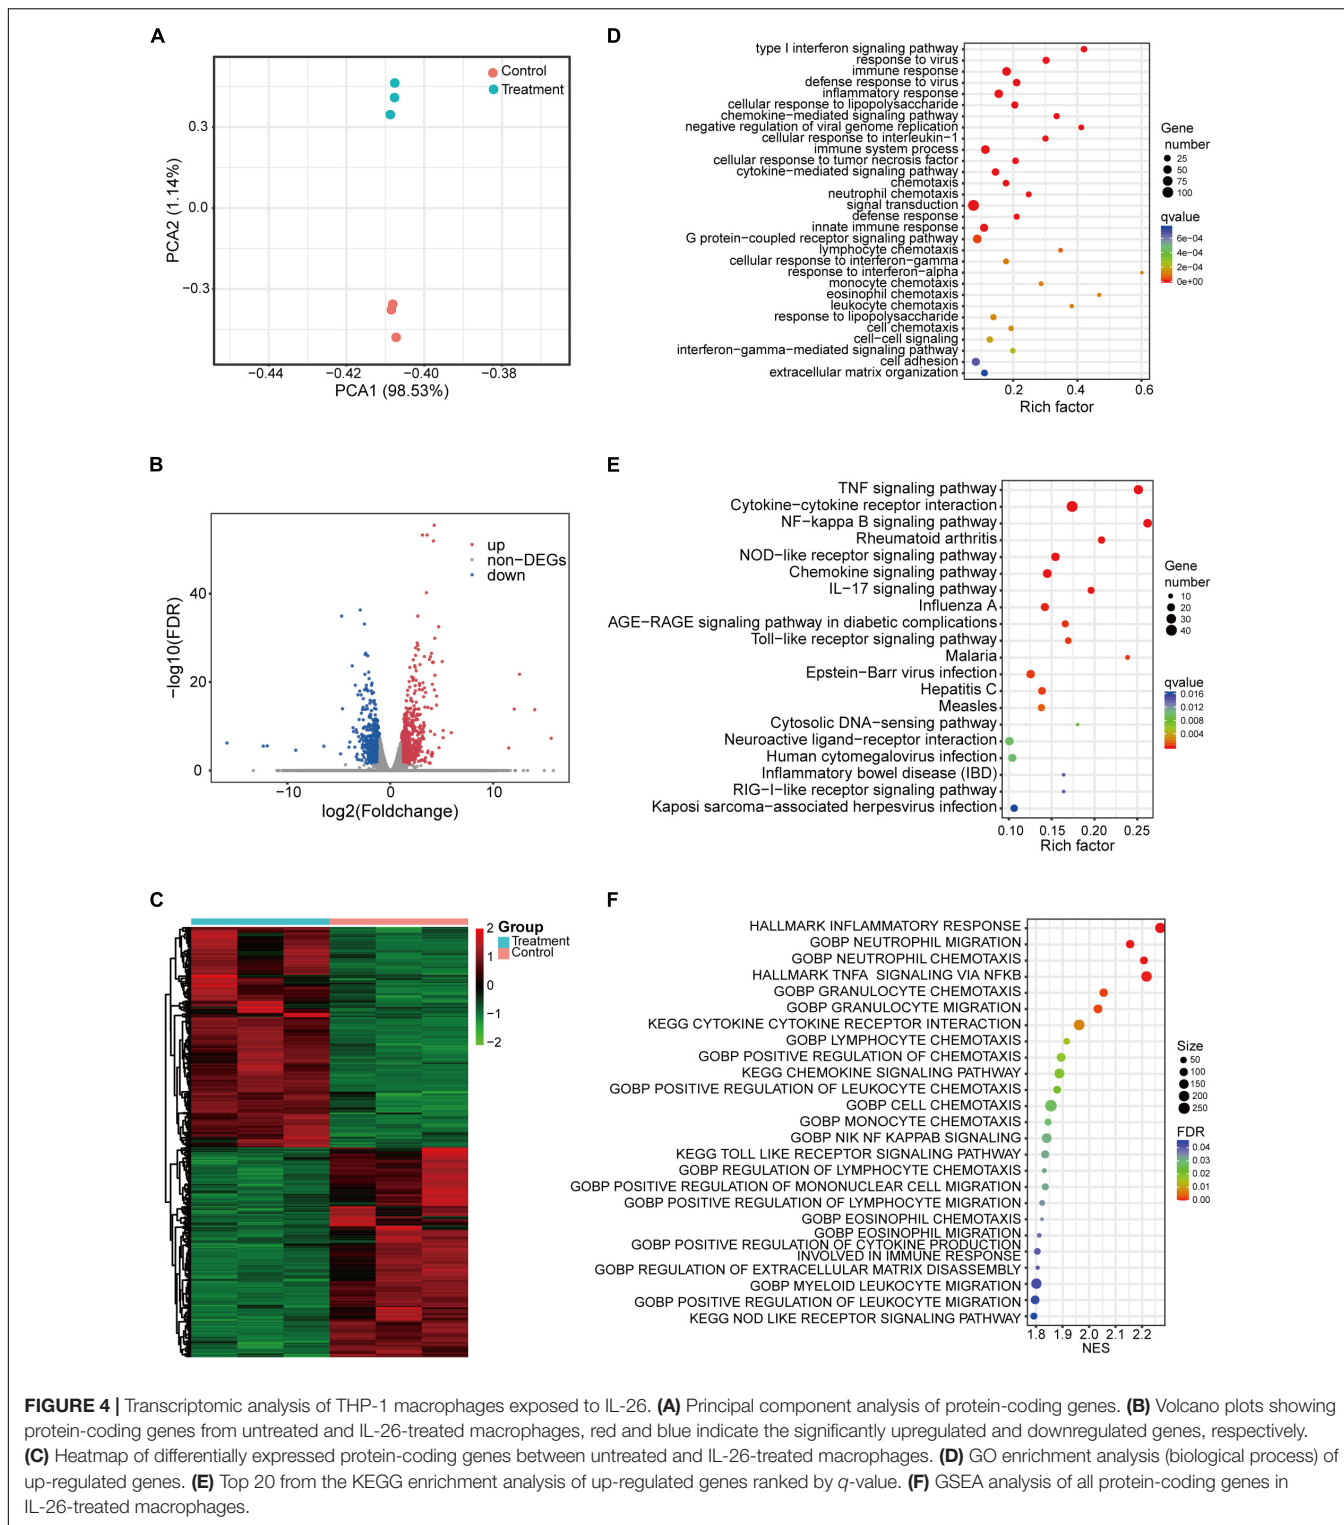 A
Control
Treatment
0.3
0.0
−0.3
PCA2 (1.14%)
−0.44
−0.42
−0.40
−0.38
PCA1 (98.53%)
D
type I interferon signaling pathway
response to virus
immune response
defense response to virus
inflammatory response
cellular response to lipopolysaccharide
chemokine−mediated signaling pathway
negative regulation of viral genome replication
cellular response to interleukin−1
immune system process
cellular response to tumor necrosis factor
cytokine−mediated signaling pathway
chemotaxis
neutrophil chemotaxis
signal transduction
defense response
innate immune response
G protein−coupled receptor signaling pathway
lymphocyte chemotaxis
cellular response to interferon−gamma
response to interferon−alpha
monocyte chemotaxis
eosinophil chemotaxis
leukocyte chemotaxis
response to lipopolysaccharide
cell chemotaxis
cell−cell signaling
interferon−gamma−mediated signaling pathway
cell adhesion
extracellular matrix organization
0.2
0.4
0.6
Rich factor
Gene
number
25
50
75
100
qvalue
6e−04
4e−04
2e−04
0e+00
B
up
non−DEGs
down
40
20
0
−log10(FDR)
−10
0
10
log2(Foldchange)
E
TNF signaling pathway
Cytokine−cytokine receptor interaction
NF−kappa B signaling pathway
Rheumatoid arthritis
NOD−like receptor signaling pathway
Chemokine signaling pathway
IL−17 signaling pathway
Influenza A
AGE−RAGE signaling pathway in diabetic complications
Toll−like receptor signaling pathway
Malaria
Epstein−Barr virus infection
Hepatitis C
Measles
Cytosolic DNA−sensing pathway
Neuroactive ligand−receptor interaction
Human cytomegalovirus infection
Inflammatory bowel disease (IBD)
RIG−I−like receptor signaling pathway
Kaposi sarcoma−associated herpesvirus infection
0.10
0.15
0.20
0.25
Rich factor
Gene
number
10
20
30
40
qvalue
0.016
0.012
0.008
0.004
C
2
1
0
−1
−2
Group
Treatment
Control
F
HALLMARK INFLAMMATORY RESPONSE
GOBP NEUTROPHIL MIGRATION
GOBP NEUTROPHIL CHEMOTAXIS
HALLMARK TNFA SIGNALING VIA NFKB
GOBP GRANULOCYTE CHEMOTAXIS
GOBP GRANULOCYTE MIGRATION
KEGG CYTOKINE CYTOKINE RECEPTOR INTERACTION
GOBP LYMPHOCYTE CHEMOTAXIS
GOBP POSITIVE REGULATION OF CHEMOTAXIS
KEGG CHEMOKINE SIGNALING PATHWAY
GOBP POSITIVE REGULATION OF LEUKOCYTE CHEMOTAXIS
GOBP CELL CHEMOTAXIS
GOBP MONOCYTE CHEMOTAXIS
GOBP NIK NF KAPPAB SIGNALING
KEGG TOLL LIKE RECEPTOR SIGNALING PATHWAY
GOBP REGULATION OF LYMPHOCYTE CHEMOTAXIS
GOBP POSITIVE REGULATION OF MONONUCLEAR CELL MIGRATION
GOBP POSITIVE REGULATION OF LYMPHOCYTE MIGRATION
GOBP EOSINOPHIL CHEMOTAXIS
GOBP EOSINOPHIL MIGRATION
GOBP POSITIVE REGULATION OF CYTOKINE PRODUCTION
INVOLVED IN IMMUNE RESPONSE
GOBP REGULATION OF EXTRACELLULAR MATRIX DISASSEMBLY
GOBP MYELOID LEUKOCYTE MIGRATION
GOBP POSITIVE REGULATION OF LEUKOCYTE MIGRATION
KEGG NOD LIKE RECEPTOR SIGNALING PATHWAY
1.8
1.9
2.0
2.1
2.2
NES
Size
50
100
150
200
250
FDR
0.04
0.03
0.02
0.01
0.00
FIGURE 4 | Transcriptomic analysis of THP-1 macrophages exposed to IL-26. (A) Principal component analysis of protein-coding genes. (B) Volcano plots showing
protein-coding genes from untreated and IL-26-treated macrophages, red and blue indicate the significantly upregulated and downregulated genes, respectively.
(C) Heatmap of differentially expressed protein-coding genes between untreated and IL-26-treated macrophages. (D) GO enrichment analysis (biological process) of
up-regulated genes. (E) Top 20 from the KEGG enrichment analysis of up-regulated genes ranked by q-value. (F) GSEA analysis of all protein-coding genes in
IL-26-treated macrophages.